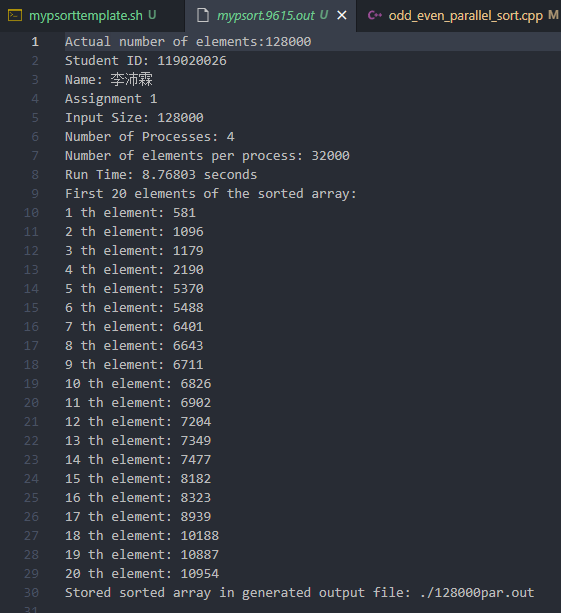 mypsorttemplate.sh U mypsort.9615.out U odd_even_parallel_sort.cpp M
1 Actual number of elements:128000
2 Student ID: 119020026
3 Name: 李沛霖
4 Assignment 1
5 Input Size: 128000
6 Number of Processes: 4
7 Number of elements per process: 32000
8 Run Time: 8.76803 seconds
9 First 20 elements of the sorted array:
10 1 th element: 581
11 2 th element: 1096
12 3 th element: 1179
13 4 th element: 2190
14 5 th element: 5370
15 6 th element: 5488
16 7 th element: 6401
17 8 th element: 6643
18 9 th element: 6711
19 10 th element: 6826
20 11 th element: 6902
21 12 th element: 7204
22 13 th element: 7349
23 14 th element: 7477
24 15 th element: 8182
25 16 th element: 8323
26 17 th element: 8939
27 18 th element: 10188
28 19 th element: 10887
29 20 th element: 10954
30 Stored sorted array in generated output file: ./128000par.out
31